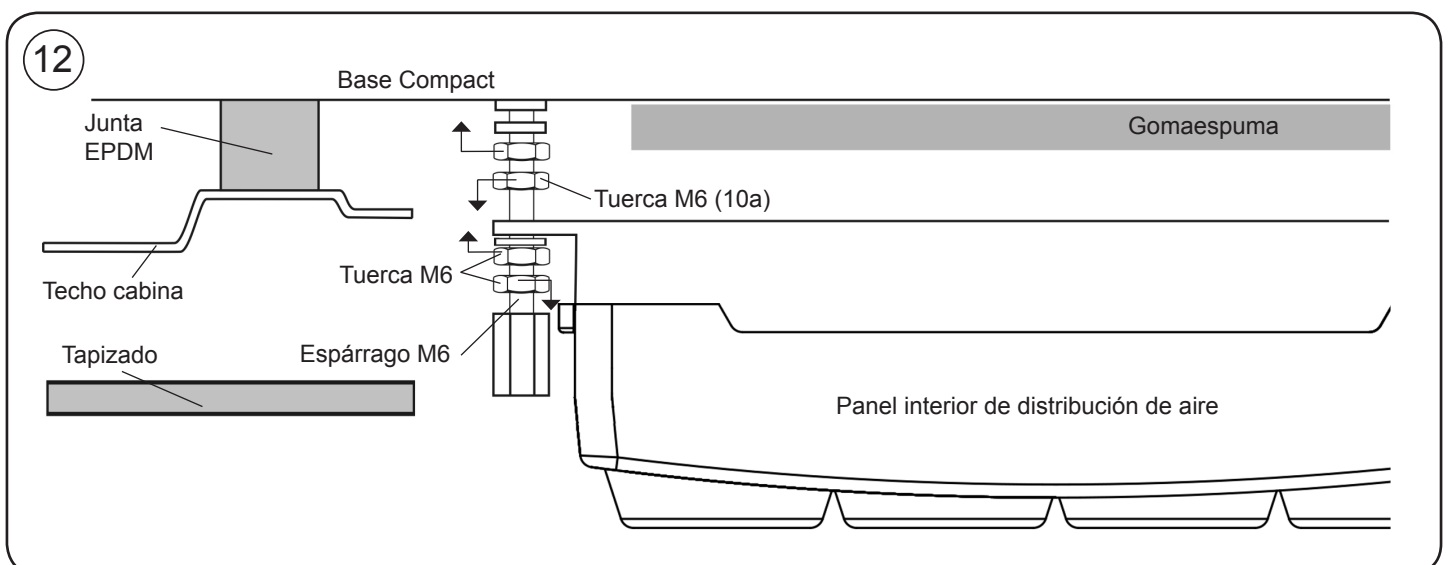 12
Base Compact
Junta
EPDM
Gomaespuma
Tuerca M6 (10a)
Tuerca M6
Techo cabina
Tapizado
Espárrago M6
Panel interior de distribución de aire